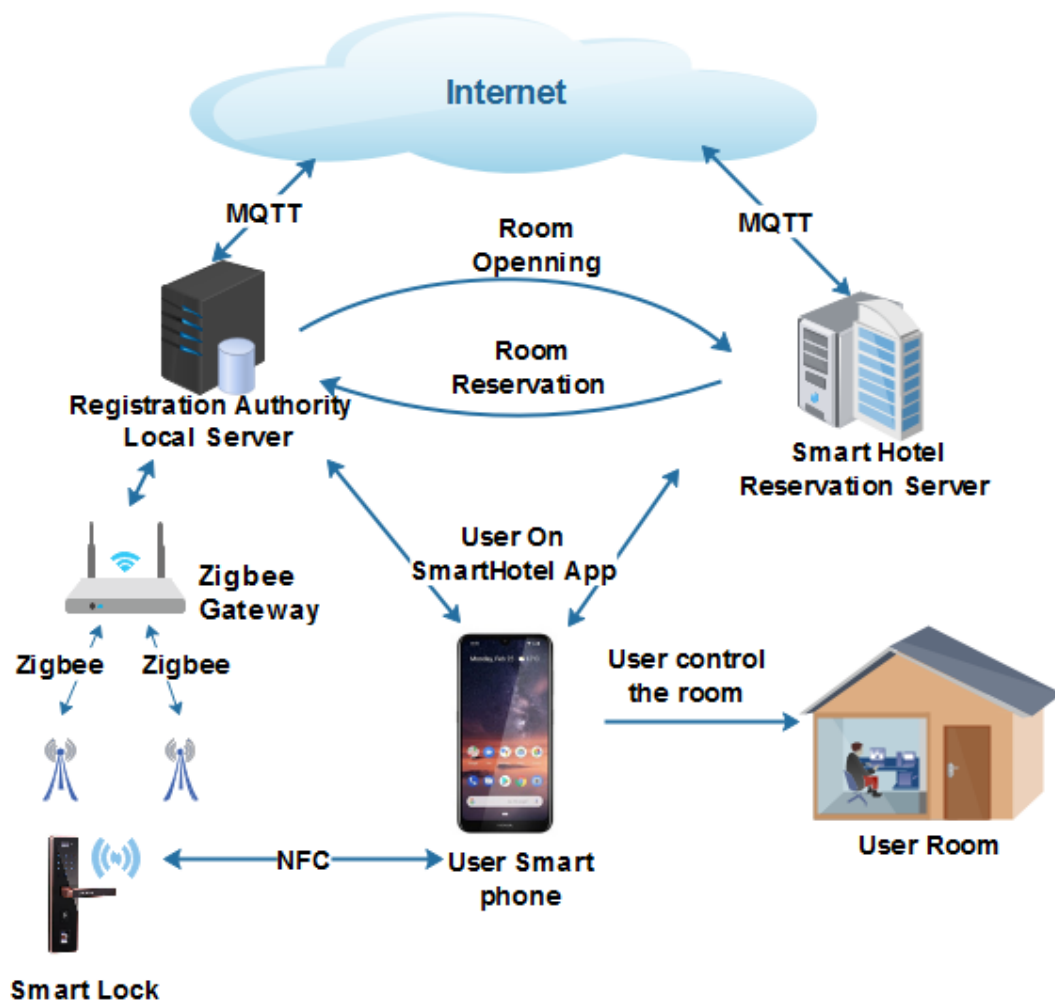 Internet
MQTT
MQTT
Room
Openning
Room
Reservation
Registration Authority
Local Server
Smart Hotel
Reservation Server
User On
SmartHotel App
Zigbee
Gateway
Zigbee
Zigbee
User control
the room
NFC
User Smart
phone
User Room
Smart Lock